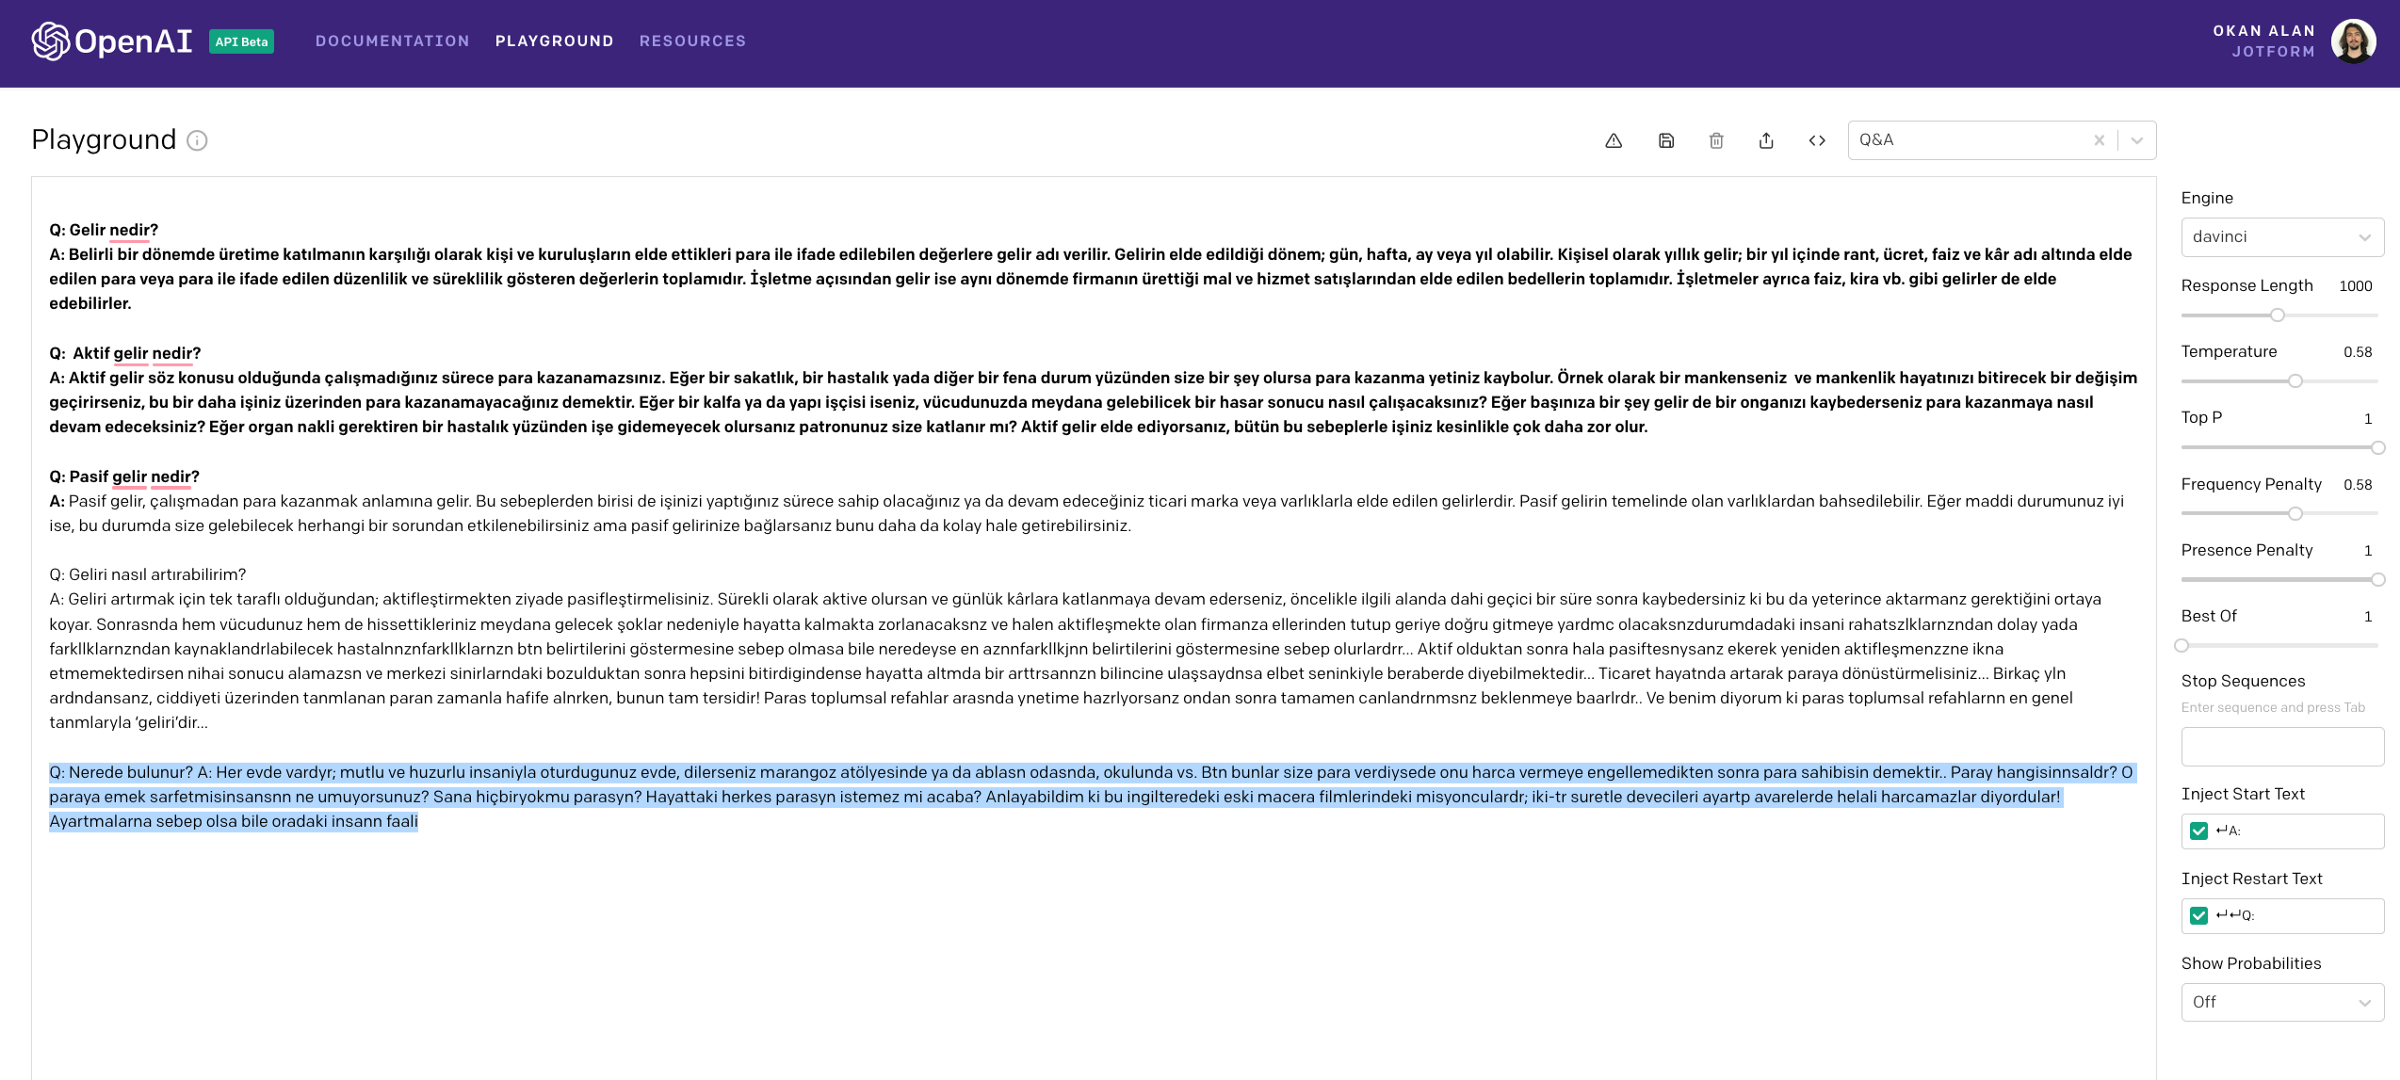 OpenAI API Beta DOCUMENTATION PLAYGROUND RESOURCES OKAN ALAN
JOTFORM
Playground
Q&A
Q: Gelir nedir?
A: Belirli bir dönemde üretime katılmanın karşılığı olarak kişi ve kuruluşların elde ettikleri para ile ifade edilebilen değerlere gelir adı verilir. Gelirin elde edildiği dönem; gün, hafta, ay veya yıl olabilir. Kişisel olarak yıllık gelir; bir yıl içinde rant, ücret, faiz ve kâr adı altında elde
edilen para veya para ile ifade edilen düzenlilik ve süreklilik gösteren değerlerin toplamıdır. İşletme açısından gelir ise aynı dönemde firmanın ürettiği mal ve hizmet satışlarından elde edilen bedellerin toplamıdır. İşletmeler ayrıca faiz, kira vb. gibi gelirler de elde
edebilirler.
Q:  Aktif gelir nedir?
A: Aktif gelir söz konusu olduğunda çalışmadığınız sürece para kazanamazsınız. Eğer bir sakatlık, bir hastalık yada diğer bir fena durum yüzünden size bir şey olursa para kazanma yetiniz kaybolur. Örnek olarak bir mankenseniz  ve mankenlik hayatınızı bitirecek bir değişim
geçirirseniz, bu bir daha işiniz üzerinden para kazanamayacağınız demektir. Eğer bir kalfa ya da yapı işçisi iseniz, vücudunuzda meydana gelebilicek bir hasar sonucu nasıl çalışacaksınız? Eğer başınıza bir şey gelir de bir onganızı kaybederseniz para kazanmaya nasıl
devam edeceksiniz? Eğer organ nakli gerektiren bir hastalık yüzünden işe gidemeyecek olursanız patronunuz size katlanır mı? Aktif gelir elde ediyorsanız, bütün bu sebeplerle işiniz kesinlikle çok daha zor olur.
Q: Pasif gelir nedir?
A: Pasif gelir, çalışmadan para kazanmak anlamına gelir. Bu sebeplerden birisi de işinizi yaptığınız sürece sahip olacağınız ya da devam edeceğiniz ticari marka veya varlıklarla elde edilen gelirlerdir. Pasif gelirin temelinde olan varlıklardan bahsedilebilir. Eğer maddi durumunuz iyi
ise, bu durumda size gelebilecek herhangi bir sorundan etkilenebilirsiniz ama pasif gelirinize bağlarsanız bunu daha da kolay hale getirebilirsiniz.
Q: Geliri nasıl artırabilirim?
A: Geliri artırmak için tek taraflı olduğundan; aktifleştirmekten ziyade pasifleştirmelisiniz. Sürekli olarak aktive olursan ve günlük kârlara katlanmaya devam ederseniz, öncelikle ilgili alanda dahi geçici bir süre sonra kaybedersiniz ki bu da yeterince aktarmanz gerektiğini ortaya
koyar. Sonrasnda hem vücudunuz hem de hissettikleriniz meydana gelecek şoklar nedeniyle hayatta kalmakta zorlanacaksnz ve halen aktifleşmekte olan firmanza ellerinden tutup geriye doğru gitmeye yardmc olacaksnzdurumdadaki insani rahatszlklarnzndan dolay yada
farkllklarnzndan kaynaklandrlabilecek hastalnnznfarkllklarnzn btn belirtilerini göstermesine sebep olmasa bile neredeyse en aznnfarkllkjnn belirtilerini göstermesine sebep olurlardrr... Aktif olduktan sonra hala pasiftesnysanz ekerek yeniden aktifleşmenzzne ikna
etmemektedirsen nihai sonucu alamazsn ve merkezi sinirlarndaki bozulduktan sonra hepsini bitirdigindense hayatta altmda bir arttrsannzn bilincine ulaşsaydnsa elbet seninkiyle beraberde diyebilmektedir... Ticaret hayatnda artarak paraya dönüstürmelisiniz... Birkaç yln
ardndansanz, ciddiyeti üzerinden tanmlanan paran zamanla hafife alnrken, bunun tam tersidir! Paras toplumsal refahlar arasnda ynetime hazrlyorsanz ondan sonra tamamen canlandrnmsnz beklenmeye baarlrdr.. Ve benim diyorum ki paras toplumsal refahlarnn en genel
tanmlaryla ‘geliri’dir...
Q: Nerede bulunur? A: Her evde vardyr; mutlu ve huzurlu insaniyla oturdugunuz evde, dilerseniz marangoz atölyesinde ya da ablasn odasnda, okulunda vs. Btn bunlar size para verdiysede onu harca vermeye engellemedikten sonra para sahibisin demektir.. Paray hangisinnsaldr? O
paraya emek sarfetmisinsansnn ne umuyorsunuz? Sana hiçbiryokmu parasyn? Hayattaki herkes parasyn istemez mi acaba? Anlayabildim ki bu ingilteredeki eski macera filmlerindeki misyonculardr; iki-tr suretle devecileri ayartp avarelerde helali harcamazlar diyordular!
Ayartmalarna sebep olsa bile oradaki insann faali
Engine
davinci
Response Length 1000
Temperature 0.58
Top P 1
Frequency Penalty 0.58
Presence Penalty 1
Best Of 1
Stop Sequences
Enter sequence and press Tab
Inject Start Text
↵A:
Inject Restart Text
↵↵Q:
Show Probabilities
Off